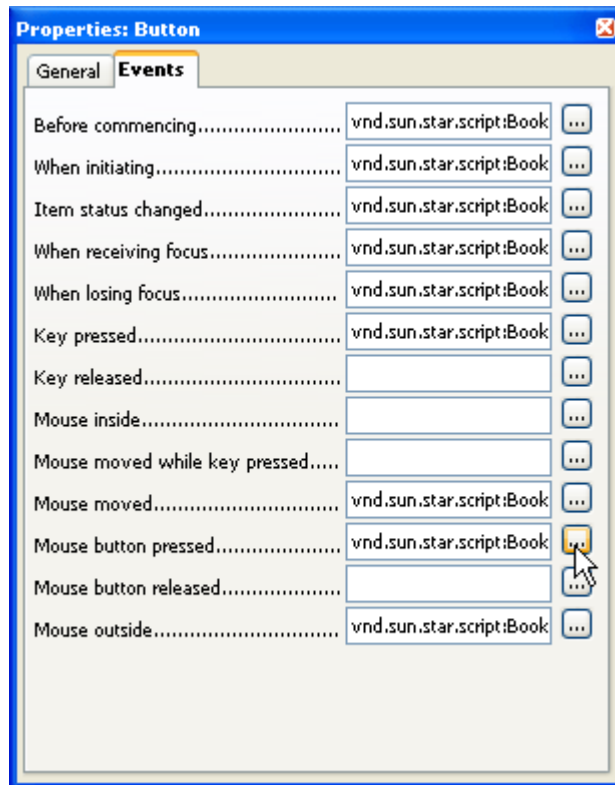 Properties: Button
General Events
Before commencing........................ vnd.sun.star.script:Book ...
When initiating............................... vnd.sun.star.script:Book ...
Item status changed....................... vnd.sun.star.script:Book ...
When receiving focus...................... vnd.sun.star.script:Book ...
When losing focus........................... vnd.sun.star.script:Book ...
Key pressed.................................... vnd.sun.star.script:Book ...
Key released................................... ...
Mouse inside................................... ...
Mouse moved while key pressed..... ...
Mouse moved.................................. vnd.sun.star.script:Book ...
Mouse button pressed..................... vnd.sun.star.script:Book ...
Mouse button released.................... ...
Mouse outside................................. vnd.sun.star.script:Book ...